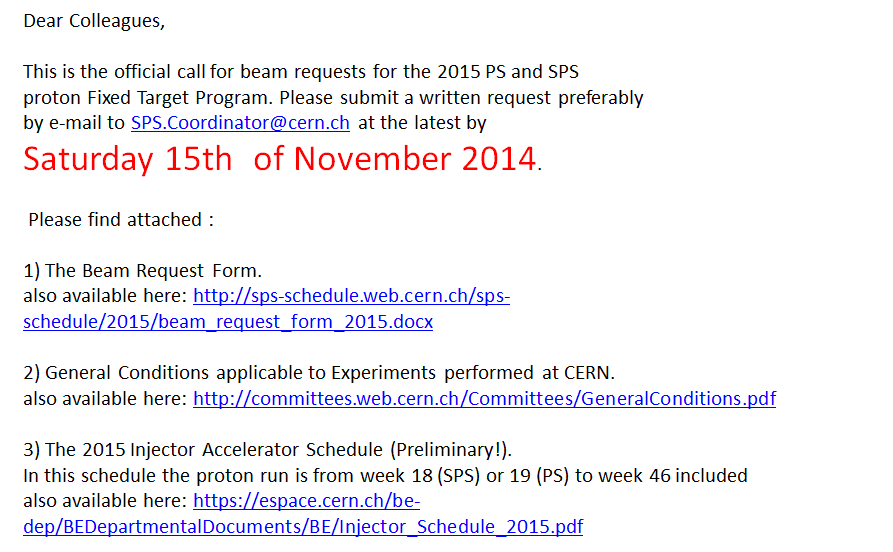 Dear Colleagues,
This is the official call for beam requests for the 2015 PS and SPS
proton Fixed Target Program. Please submit a written request preferably
by e-mail to SPS.Coordinator@cern.ch at the latest by
Saturday 15th  of November 2014.
Please find attached :
1) The Beam Request Form.
also available here: http://sps-schedule.web.cern.ch/sps-
schedule/2015/beam_request_form_2015.docx
2) General Conditions applicable to Experiments performed at CERN.
also available here: http://committees.web.cern.ch/Committees/GeneralConditions.pdf
3) The 2015 Injector Accelerator Schedule (Preliminary!).
In this schedule the proton run is from week 18 (SPS) or 19 (PS) to week 46 included
also available here: https://espace.cern.ch/be-
dep/BEDepartmentalDocuments/BE/Injector_Schedule_2015.pdf